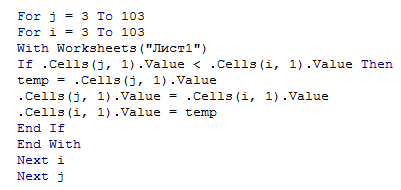 For j = 3 To 103
For i = 3 To 103
With Worksheets("Лист1")
If .Cells(j, 1).Value < .Cells(i, 1).Value Then
temp = .Cells(j, 1).Value
.Cells(j, 1).Value = .Cells(i, 1).Value
.Cells(i, 1).Value = temp
End If
End With
Next i
Next j